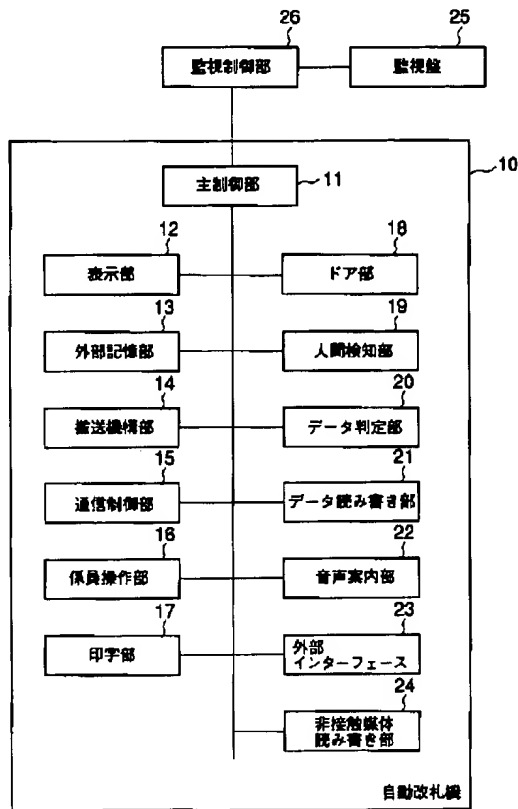 26
25
監視制御部
監視盤
10
主制御部
11
12
18
表示部
ドア部
13
19
外部記憶部
人間検知部
14
20
搬送機構部
データ判定部
15
21
通信制御部
データ読み書き部
16
22
係員操作部
音声案内部
17
23
印字部
外部
インターフェース
24
非接触媒体
読み書き部
自動改札機